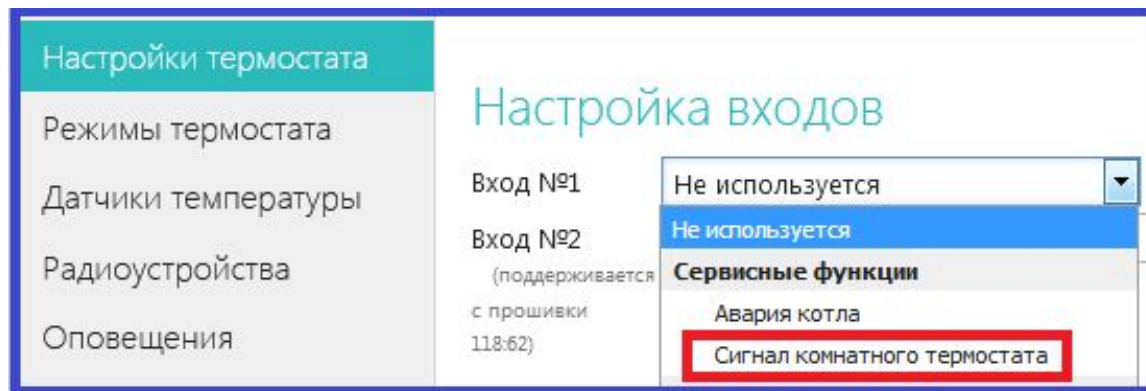 Настройки термостата
Режимы термостата
Датчики температуры
Радиоустройства
Оповещения
Настройка входов
Вход №1
Не используется
Вход №2
(поддерживается
с прошивки
118:62)
Не используется
Сервисные функции
Авария котла
Сигнал комнатного термостата